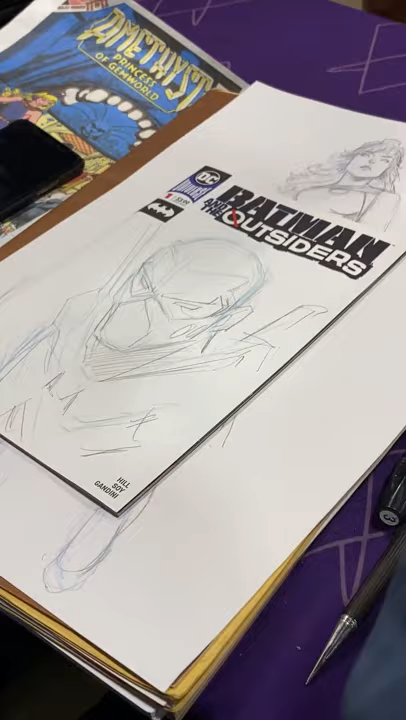 AMETHYST
PRINCESS
OF GEMWORLD
DC
1
BATMAN
AND THE
OUTSIDERS
HILL
SOY
GANDINI